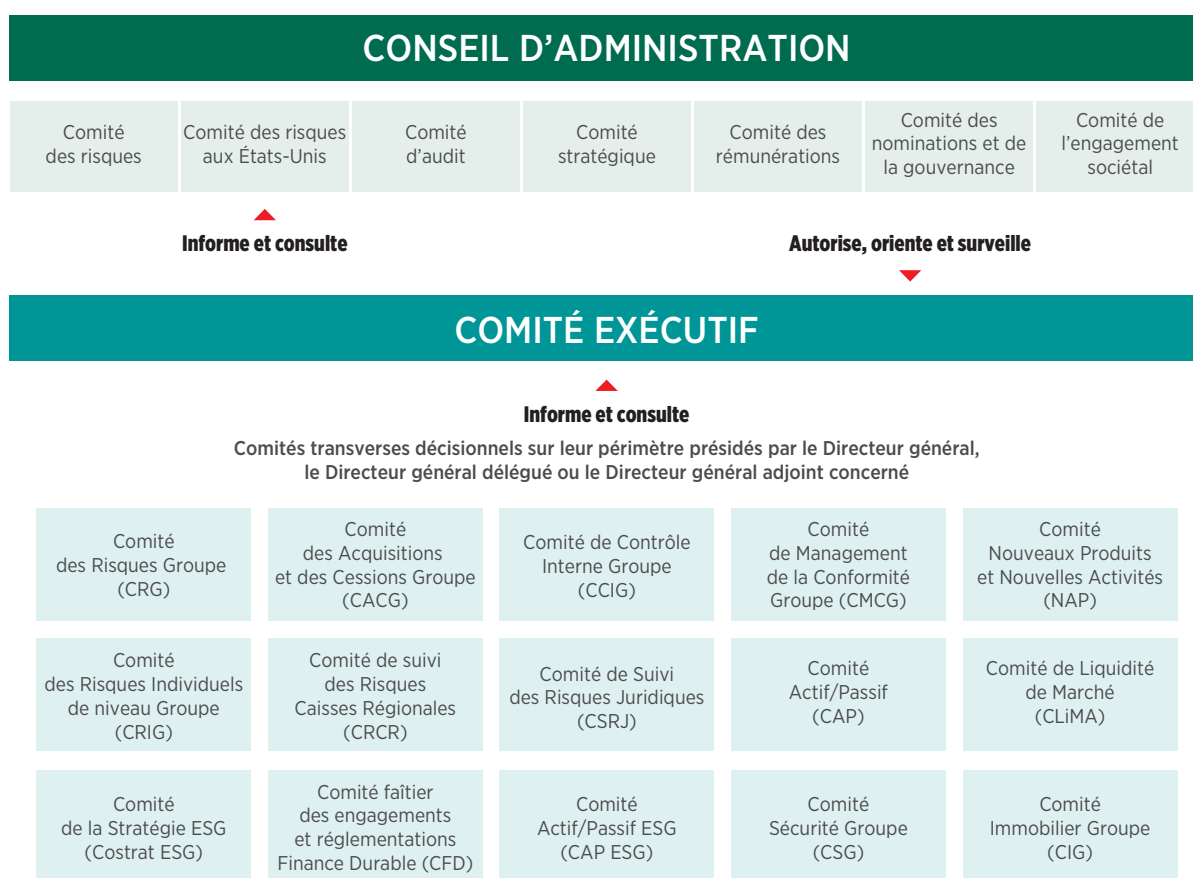 CONSEIL D’ADMINISTRATION
Comité
des risques
Comité des risques
aux États-Unis
Comité
d’audit
Comité
stratégique
Comité des
rémunérations
Comité des
nominations et de
la gouvernance
Comité de
l’engagement
sociétal
Informe et consulte
Autorise, oriente et surveille
COMITÉ EXÉCUTIF
Informe et consulte
Comités transverses décisionnels sur leur périmètre présidés par le Directeur général,
le Directeur général délégué ou le Directeur général adjoint concerné
Comité
des Risques Groupe
(CRG)
Comité
des Acquisitions
et des Cessions Groupe
(CACG)
Comité de Contrôle
Interne Groupe
(CCIG)
Comité
de Management
de la Conformité
Groupe (CMCG)
Comité
Nouveaux Produits
et Nouvelles Activités
(NAP)
Comité
des Risques Individuels
de niveau Groupe
(CRIG)
Comité de suivi
des Risques
Caisses Régionales
(CRCR)
Comité de Suivi
des Risques Juridiques
(CSRJ)
Comité
Actif/Passif
(CAP)
Comité de Liquidité
de Marché
(CLiMA)
Comité
de la Stratégie ESG
(Costrat ESG)
Comité faîtier
des engagements
et réglementations
Finance Durable (CFD)
Comité
Actif/Passif ESG
(CAP ESG)
Comité
Sécurité Groupe
(CSG)
Comité
Immobilier Groupe
(CIG)